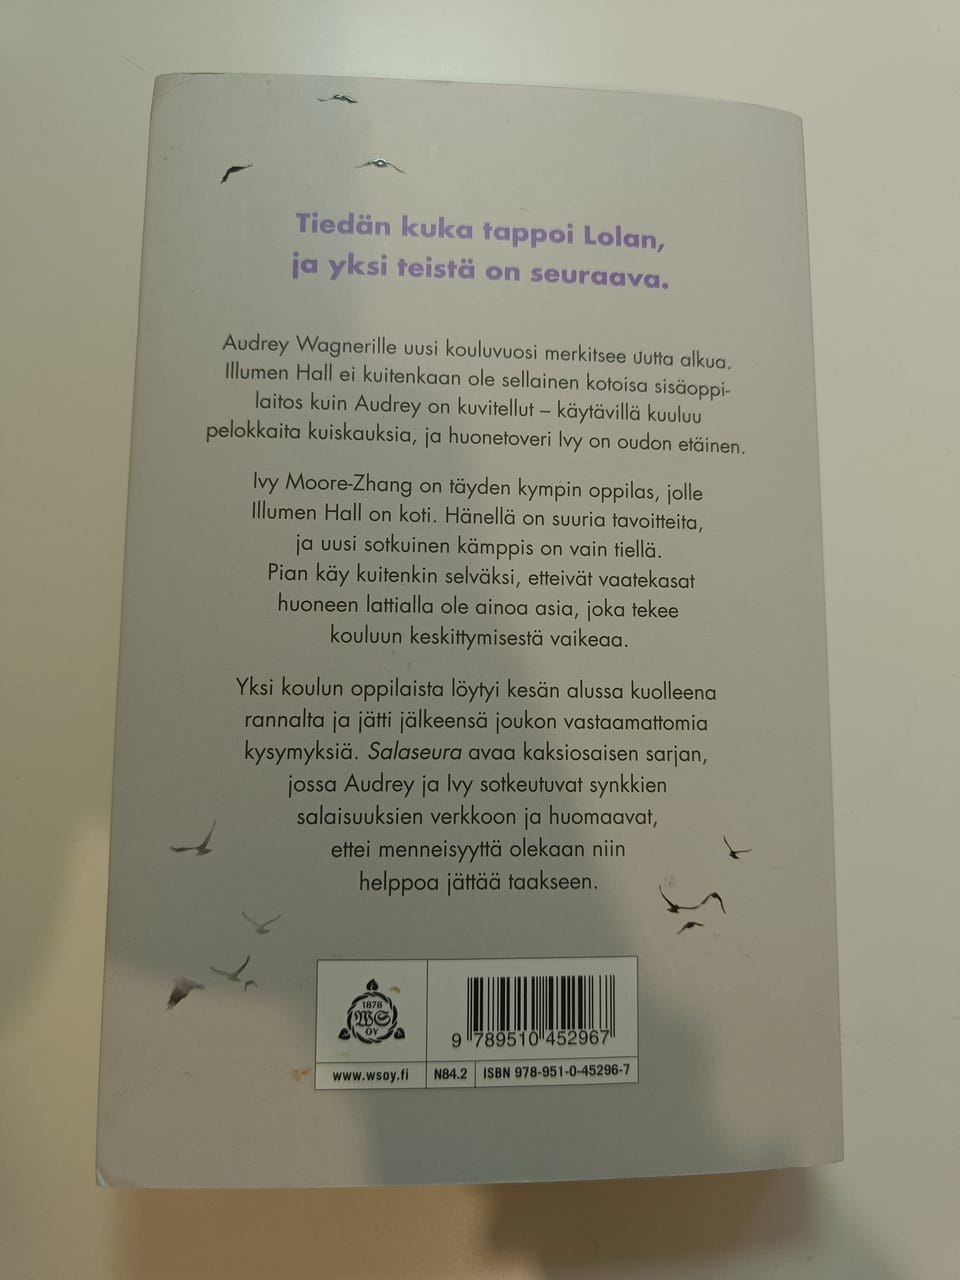 Tiedän kuka tappoi Lolan,
ja yksi teistä on seuraava.
Audrey Wagnerille uusi kouluvuosi merkitsee uutta alkua.
Illumen Hall ei kuitenkaan ole sellainen kotoisa sisäoppi-
laitos kuin Audrey on kuvitellut – käytävillä kuuluu
pelokkaita kuiskauksia, ja huonetoveri Ivy on oudon etäinen.
Ivy Moore-Zhang on täyden kympin oppilas, jolle
Illumen Hall on koti. Hänellä on suuria tavoitteita,
ja uusi sotkuinen kämppis on vain tiellä.
Pian käy kuitenkin selväksi, etteivät vaatekasat
huoneen lattialla ole ainoa asia, joka tekee
kouluun keskittymisestä vaikeaa.
Yksi koulun oppilaista löytyi kesän alussa kuolleena
rannalta ja jätti jälkeensä joukon vastaamattomia
kysymyksiä. Salaseura avaa kaksiosaisen sarjan,
jossa Audrey ja Ivy sotkeutuvat synkkien
salaisuuksien verkkoon ja huomaavat,
ettei menneisyyttä olekaan niin
helppoa jättää taakseen.
1878
WS
OY
9 789510 452967
www.wsoy.fi
N84.2
ISBN 978-951-0-45296-7